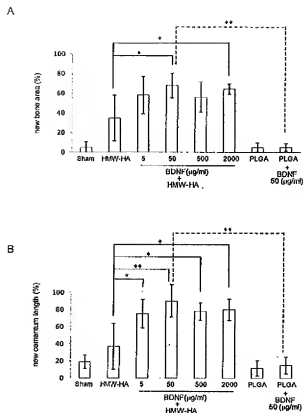 A
**
*
*
new bone area (%)
100
80
60
40
20
0
Sham
HMW-HA
5
50
500
2000
PLGA
PLGA
+
BDNF
50 (µg/ml)
BDNF(µg/ml)
+
HMW-HA
B
**
*
*
**
*
new cementum length (%)
100
80
60
40
20
0
Sham
HMW-HA
5
50
500
2000
PLGA
PLGA
+
BDNF
50 (µg/ml)
BDNF(µg/ml)
+
HMW-HA